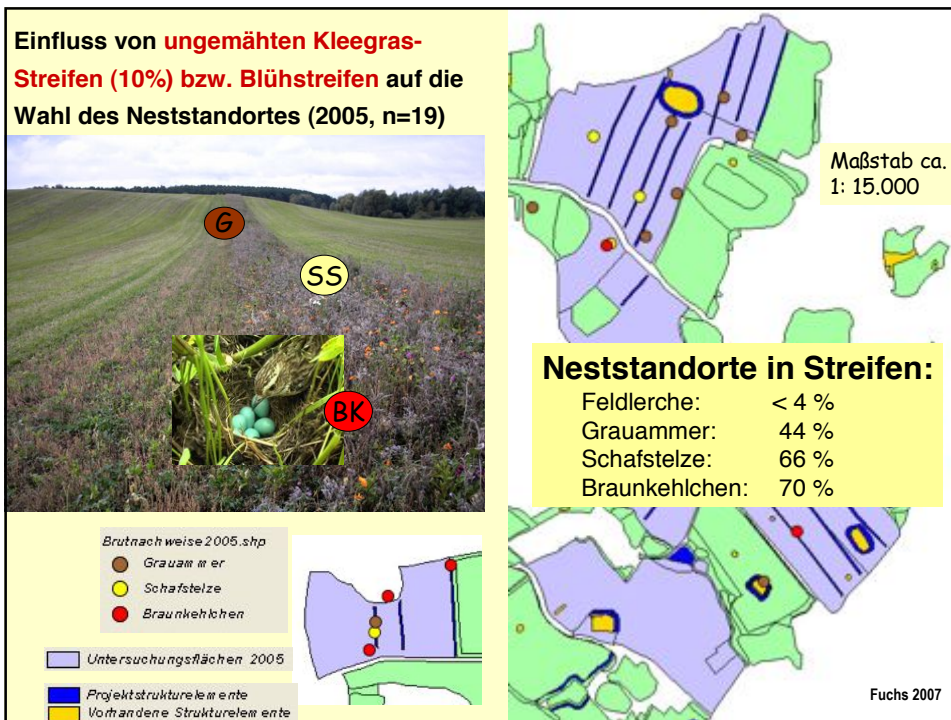 Einfluss von ungemähten Kleegras-
Streifen (10%) bzw. Blühstreifen auf die
Wahl des Neststandortes (2005, n=19)
G
SS
BK
Maßstab ca.
1: 15.000
Neststandorte in Streifen:
Feldlerche: < 4 %
Grauammer: 44 %
Schafstelze: 66 %
Braunkehlchen: 70 %
Brutnachweise2005.shp
Grauammer
Schafstelze
Braunkehlchen
Untersuchungsflächen 2005
Projektstrukturelemente
Vorhandene Strukturelemente
Fuchs 2007